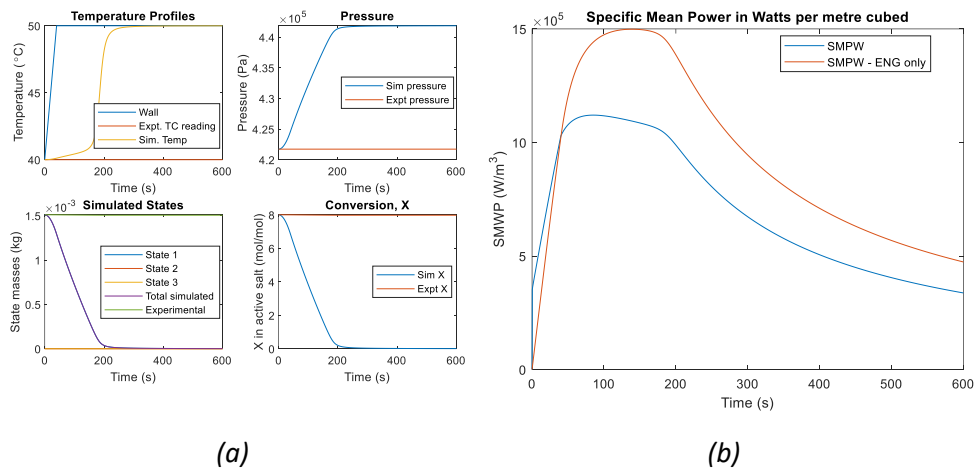 Temperature Profiles
Temperature (°C)
50
45
40
Wall
Expt. TC reading
Sim. Temp
0 200 400 600
Time (s)
×10⁵ Pressure
Pressure (Pa)
4.42
4.415
4.43
4.425
4.42
Sim pressure
Expt pressure
0 200 400 600
Time (s)
Simulated States
×10⁻³
State masses (kg)
1.5
1
0.5
0
State 1
State 2
State 3
Total simulated
Experimental
0 200 400 600
Time (s)
Conversion, X
X in active salt (mol/mol)
8
6
4
2
0
Sim X
Expt X
0 200 400 600
Time (s)
(a)
Specific Mean Power in Watts per metre cubed
×10⁵
SMWP (W/m³)
15
10
5
0
SMPW
SMPW - ENG only
0 100 200 300 400 500 600
Time (s)
(b)